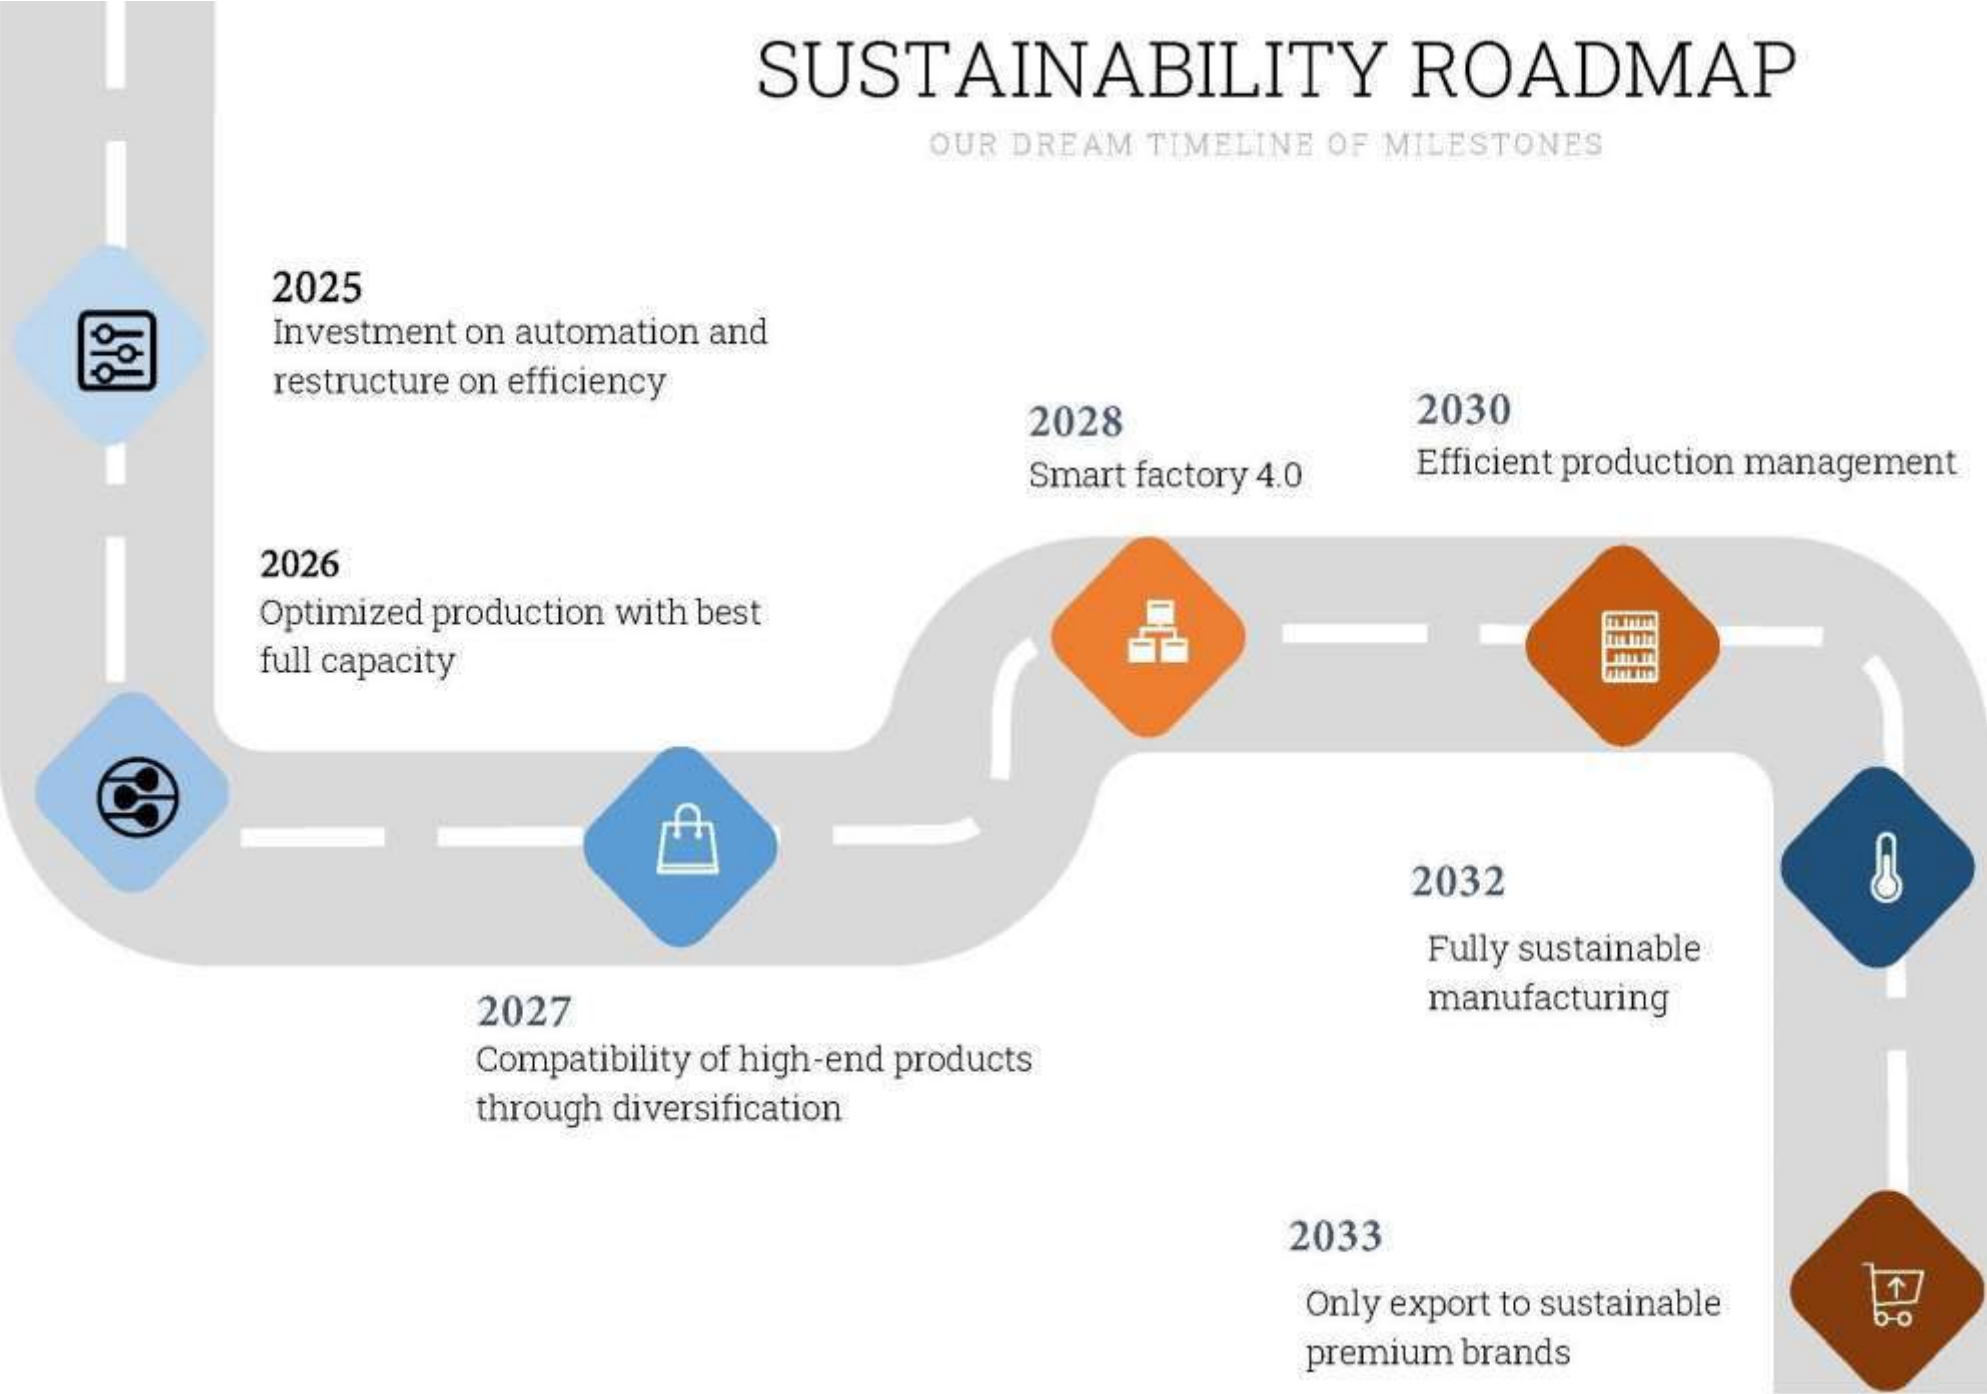 SUSTAINABILITY ROADMAP
OUR DREAM TIMELINE OF MILESTONES
2025
Investment on automation and
restructure on efficiency
2026
Optimized production with best
full capacity
2027
Compatibility of high-end products
through diversification
2028
Smart factory 4.0
2030
Efficient production management
2032
Fully sustainable
manufacturing
2033
Only export to sustainable
premium brands